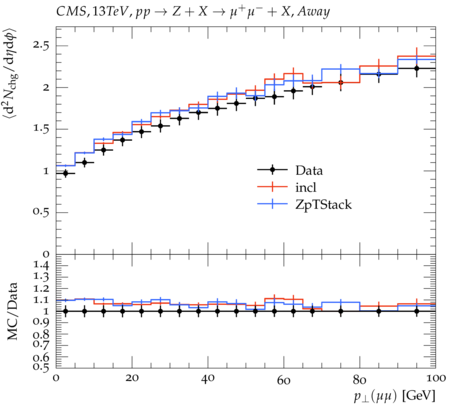 CMS, 13TeV, pp → Z + X → μ⁺μ⁻ + X, Away
⟨d²N_chg/dηdϕ⟩
2.5
2
1.5
1
0.5
0
Data
incl
ZpTStack
MC/Data
1.4
1.3
1.2
1.1
1
0.9
0.8
0.7
0.6
0.5
0 20 40 60 80 100
p⊥(μμ) [GeV]